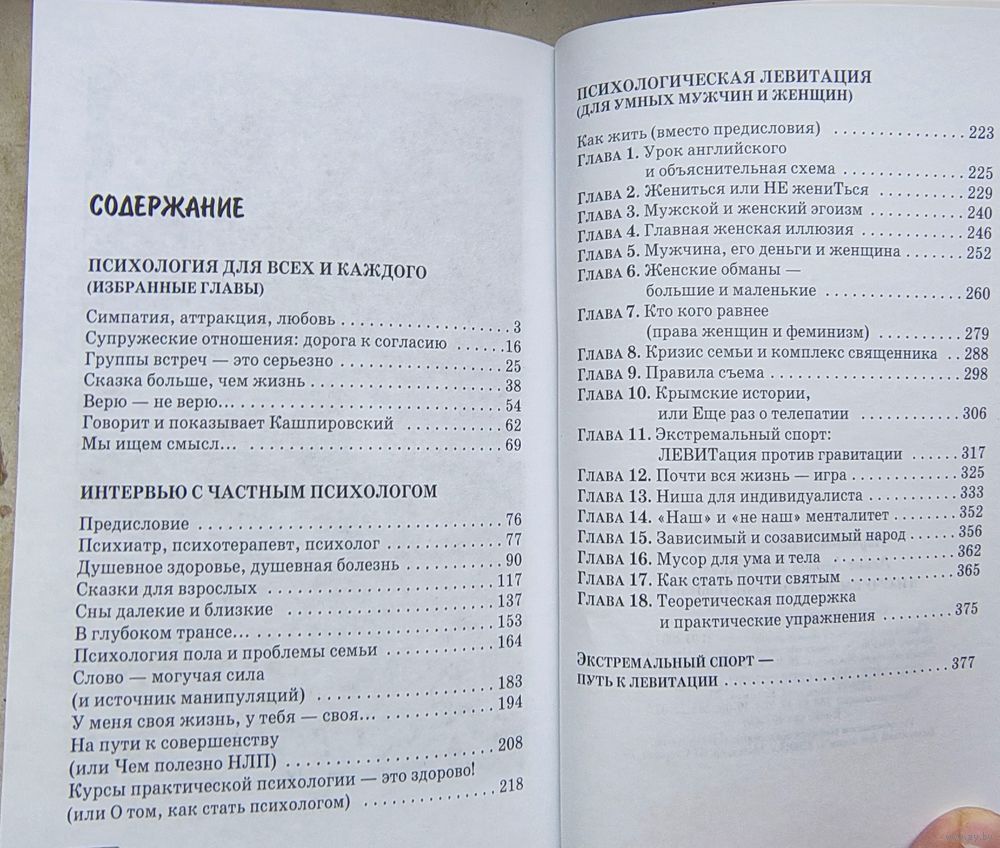 СОДЕРЖАНИЕ
ПСИХОЛОГИЯ ДЛЯ ВСЕХ И КАЖДОГО
(ИЗБРАННЫЕ ГЛАВЫ)
Симпатия, аттракция, любовь . . . . . . . . . . . . . . . . . . 3
Супружеские отношения: дорога к согласию . . . . . . 16
Группы встреч — это серьезно . . . . . . . . . . . . . . . . . . 25
Сказка больше, чем жизнь . . . . . . . . . . . . . . . . . . . . . 38
Верю — не верю... . . . . . . . . . . . . . . . . . . . . . . . . . . . . 54
Говорит и показывает Кашпировский . . . . . . . . . . . 62
Мы ищем смысл... . . . . . . . . . . . . . . . . . . . . . . . . . . . . 69
ИНТЕРВЬЮ С ЧАСТНЫМ ПСИХОЛОГОМ
Предисловие . . . . . . . . . . . . . . . . . . . . . . . . . . . . . . . . . 76
Психиатр, психотерапевт, психолог . . . . . . . . . . . . . 77
Душевное здоровье, душевная болезнь . . . . . . . . . . . 90
Сказки для взрослых . . . . . . . . . . . . . . . . . . . . . . . . . 117
Сны далекие и близкие . . . . . . . . . . . . . . . . . . . . . . . 137
В глубоком трансе... . . . . . . . . . . . . . . . . . . . . . . . . . . 153
Психология пола и проблемы семьи . . . . . . . . . . . . . 164
Слово — могучая сила
(и источник манипуляций) . . . . . . . . . . . . . . . . . . . . 183
У меня своя жизнь, у тебя — своя... . . . . . . . . . . . . . 194
На пути к совершенству
(или Чем полезно НЛП) . . . . . . . . . . . . . . . . . . . . . . . 208
Курсы практической психологии — это здорово!
(или О том, как стать психологом) . . . . . . . . . . . . . . 218
ПСИХОЛОГИЧЕСКАЯ ЛЕВИТАЦИЯ
(ДЛЯ УМНЫХ МУЖЧИН И ЖЕНЩИН)
Как жить (вместо предисловия) . . . . . . . . . . . . . . . 223
ГЛАВА 1. Урок английского
и объяснительная схема . . . . . . . . . . . . . . 225
ГЛАВА 2. Жениться или НЕ жениТься . . . . . . . . . . 229
ГЛАВА 3. Мужской и женский эгоизм . . . . . . . . . . . 240
ГЛАВА 4. Главная женская иллюзия . . . . . . . . . . . . 246
ГЛАВА 5. Мужчина, его деньги и женщина . . . . . . . 252
ГЛАВА 6. Женские обманы —
большие и маленькие . . . . . . . . . . . . . . . . 260
ГЛАВА 7. Кто кого равнее
(права женщин и феминизм) . . . . . . . . . . 279
ГЛАВА 8. Кризис семьи и комплекс священника . . 288
ГЛАВА 9. Правила съема . . . . . . . . . . . . . . . . . . . . . 298
ГЛАВА 10. Крымские истории,
или Еще раз о телепатии . . . . . . . . . . . . 306
ГЛАВА 11. Экстремальный спорт:
ЛЕВИТация против гравитации . . . . . . 317
ГЛАВА 12. Почти вся жизнь — игра . . . . . . . . . . . . 325
ГЛАВА 13. Ниша для индивидуалиста . . . . . . . . . . . 333
ГЛАВА 14. «Наш» и «не наш» менталитет . . . . . . . . 352
ГЛАВА 15. Зависимый и созависимый народ . . . . . . 356
ГЛАВА 16. Мусор для ума и тела . . . . . . . . . . . . . . . 362
ГЛАВА 17. Как стать почти святым . . . . . . . . . . . . . 365
ГЛАВА 18. Теоретическая поддержка
и практические упражнения . . . . . . . . . 375
ЭКСТРЕМАЛЬНЫЙ СПОРТ —
ПУТЬ К ЛЕВИТАЦИИ . . . . . . . . . . . . . . . . . . . . . . . 377
www.ay.by